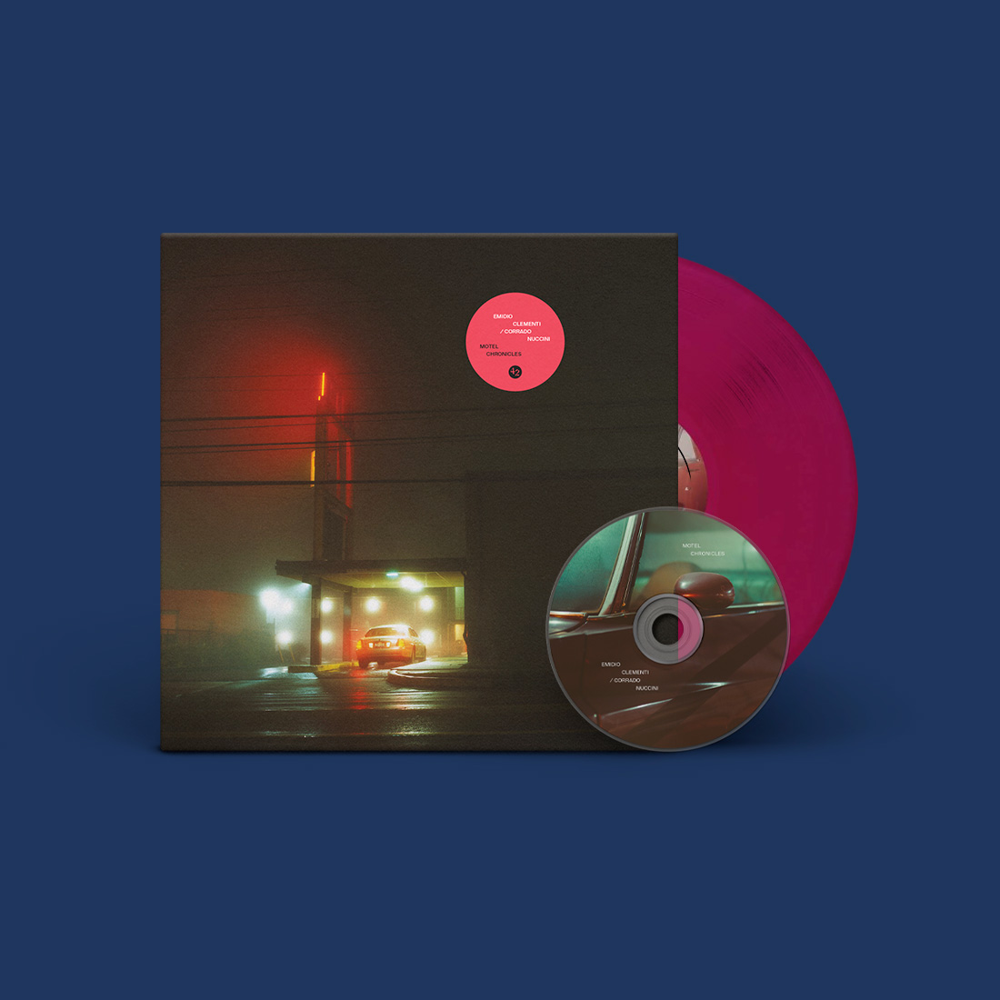 EMIDIO
CLEMENTI
/ CORRADO
NUCCINI
MOTEL
CHRONICLES
42
MOTEL
CHRONICLES
EMIDIO
CLEMENTI
/ CORRADO
NUCCINI